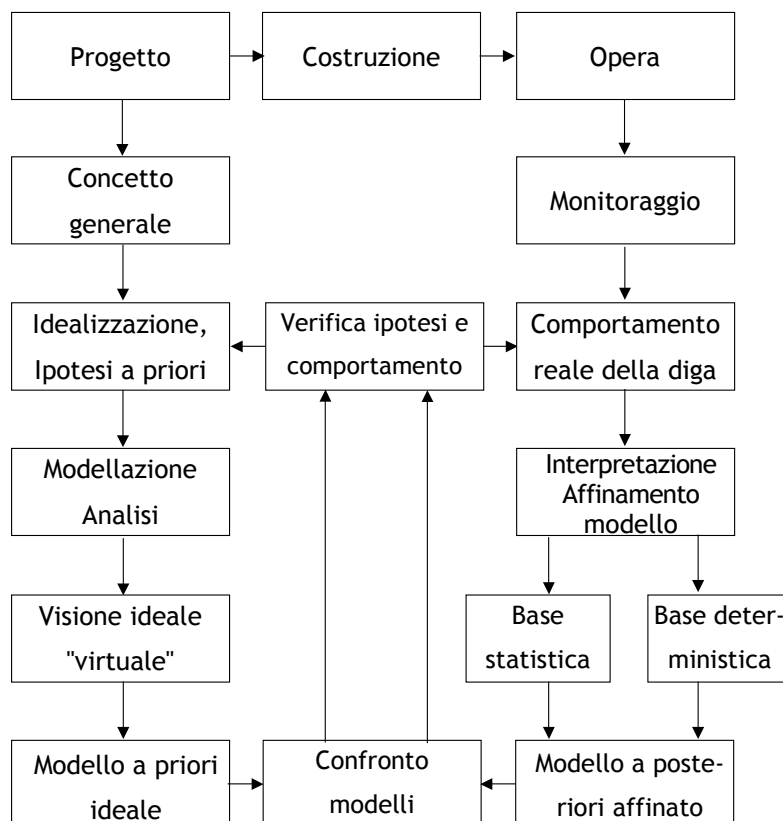 Progetto
Costruzione
Opera
Concetto
generale
Monitoraggio
Idealizzazione,
Ipotesi a priori
Verifica ipotesi e
comportamento
Comportamento
reale della diga
Modellazione
Analisi
Interpretazione
Affinamento
modello
Visione ideale
"virtuale"
Base
statistica
Base deter-
ministica
Modello a priori
ideale
Confronto
modelli
Modello a poste-
riori affinato